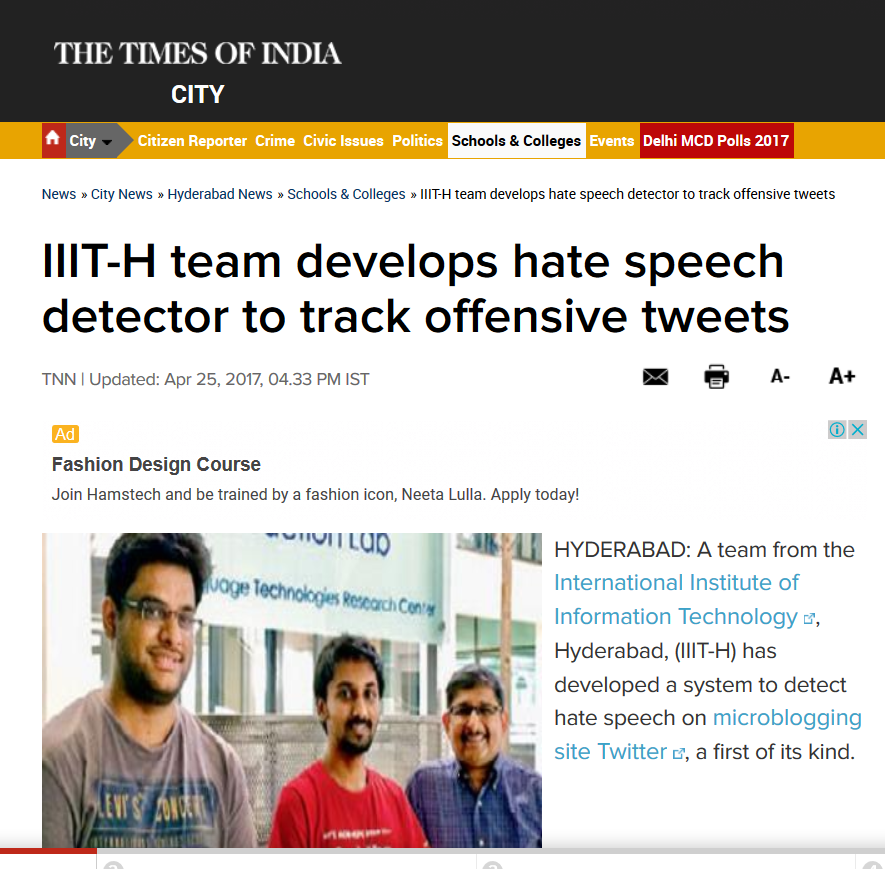 THE TIMES OF INDIA
CITY
City
Citizen Reporter Crime Civic Issues Politics Schools & Colleges Events Delhi MCD Polls 2017
News » City News » Hyderabad News » Schools & Colleges » IIIT-H team develops hate speech detector to track offensive tweets
IIIT-H team develops hate speech
detector to track offensive tweets
TNN | Updated: Apr 25, 2017, 04.33 PM IST
A- A+
Ad
Fashion Design Course
Join Hamstech and be trained by a fashion icon, Neeta Lulla. Apply today!
Lab
Technologies Research Center
LEVI'S
HYDERABAD: A team from the
International Institute of
Information Technology,
Hyderabad, (IIIT-H) has
developed a system to detect
hate speech on microblogging
site Twitter, a first of its kind.